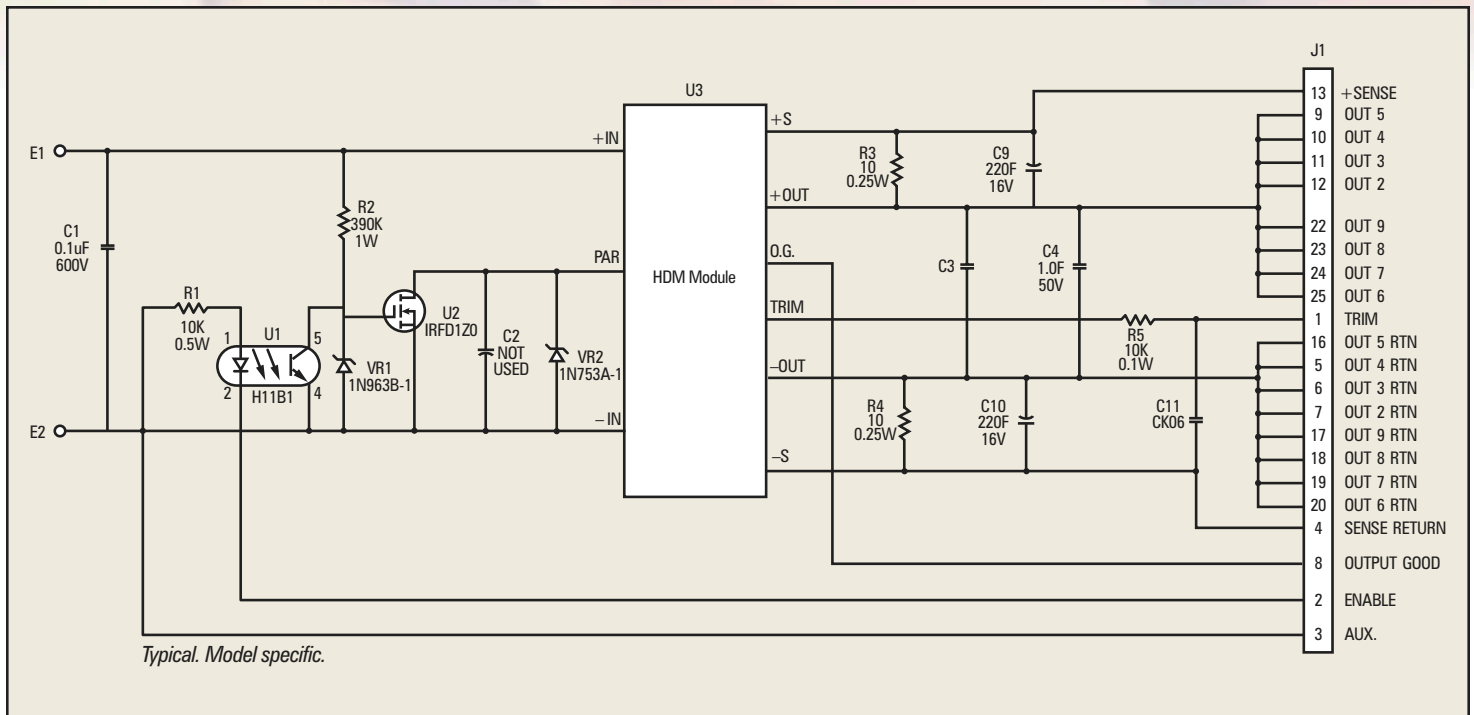 J1
U3
E1
C1
0.1uF
600V
R2
390K
1W
R1
10K
0.5W
U1
1
5
2
4
H11B1
VR1
1N963B-1
U2
IRFD1Z0
C2
NOT
USED
VR2
1N753A-1
E2
+IN
PAR
–IN
HDM Module
+S
+OUT
O.G.
TRIM
–OUT
–S
R3
10
0.25W
C9
220F
16V
C3
C4
1.0F
50V
R5
10K
0.1W
R4
10
0.25W
C10
220F
16V
C11
CK06
13 +SENSE
9 OUT 5
10 OUT 4
11 OUT 3
12 OUT 2
22 OUT 9
23 OUT 8
24 OUT 7
25 OUT 6
1 TRIM
16 OUT 5 RTN
5 OUT 4 RTN
6 OUT 3 RTN
7 OUT 2 RTN
17 OUT 9 RTN
18 OUT 8 RTN
19 OUT 7 RTN
20 OUT 6 RTN
4 SENSE RETURN
8 OUTPUT GOOD
2 ENABLE
3 AUX.
Typical. Model specific.